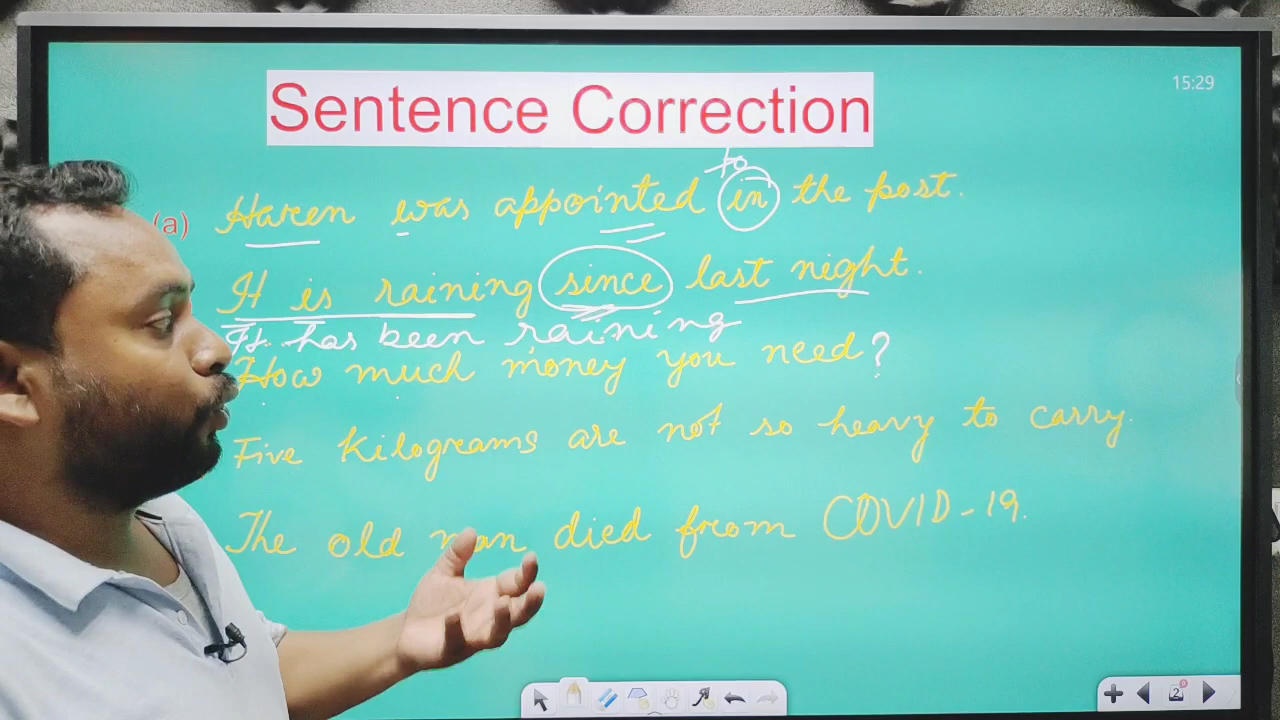 Sentence Correction
15:29
to
(a) Haren was appointed in the post.
It is raining since last night.
It has been raining
How much money you need?
Five kilograms are not so heavy to carry.
The old man died from COVID-19.
2